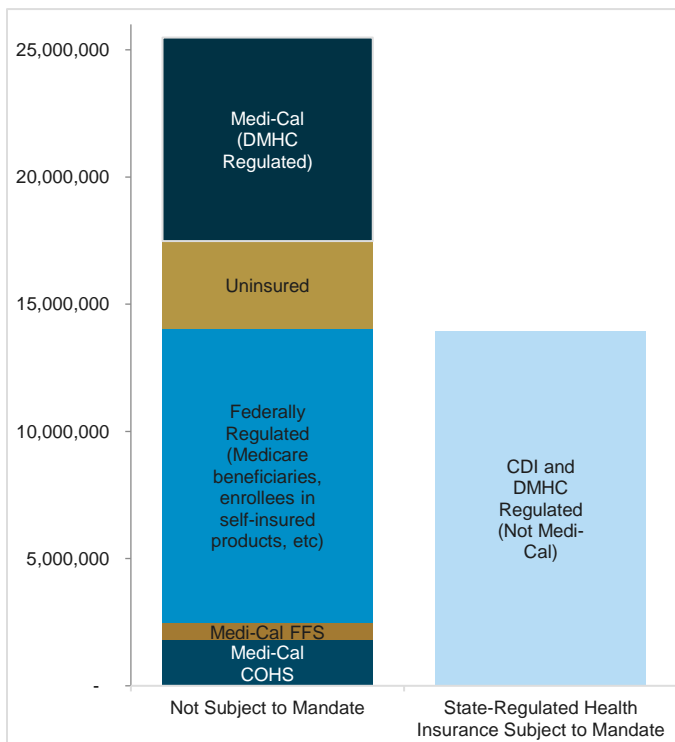 25,000,000
20,000,000
15,000,000
10,000,000
5,000,000
-
Medi-Cal
(DMHC
Regulated)
Uninsured
Federally
Regulated
(Medicare
beneficiaries,
enrollees in
self-insured
products, etc)
Medi-Cal FFS
Medi-Cal
COHS
CDI and
DMHC
Regulated
(Not Medi-
Cal)
Not Subject to Mandate
State-Regulated Health
Insurance Subject to Mandate